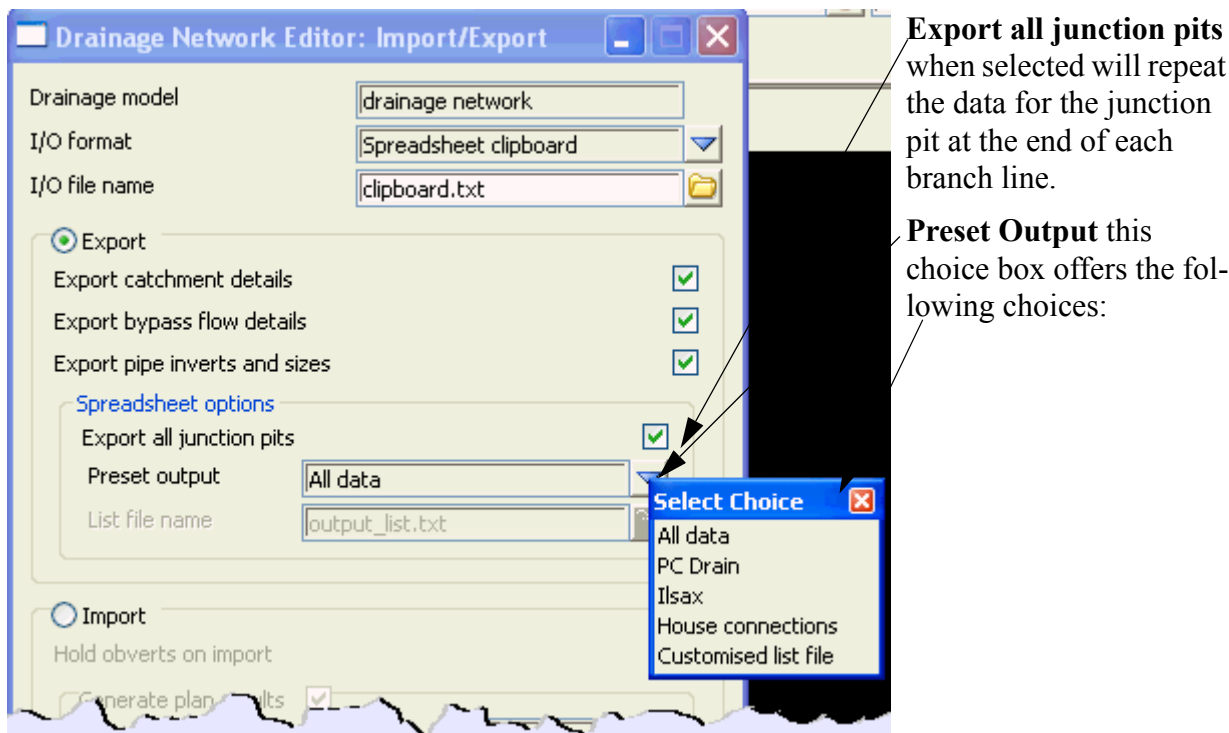 Drainage Network Editor: Import/Export
Drainage model
drainage network
I/O format
Spreadsheet clipboard
I/O file name
clipboard.txt
Export
Export catchment details
Export bypass flow details
Export pipe inverts and sizes
Spreadsheet options
Export all junction pits
Preset output
All data
List file name
output_list.txt
Select Choice
All data
PC Drain
Ilsax
House connections
Customised list file
Import
Hold obverts on import
Generate plan
Export all junction pits
when selected will repeat
the data for the junction
pit at the end of each
branch line.
Preset Output this
choice box offers the fol-
lowing choices: